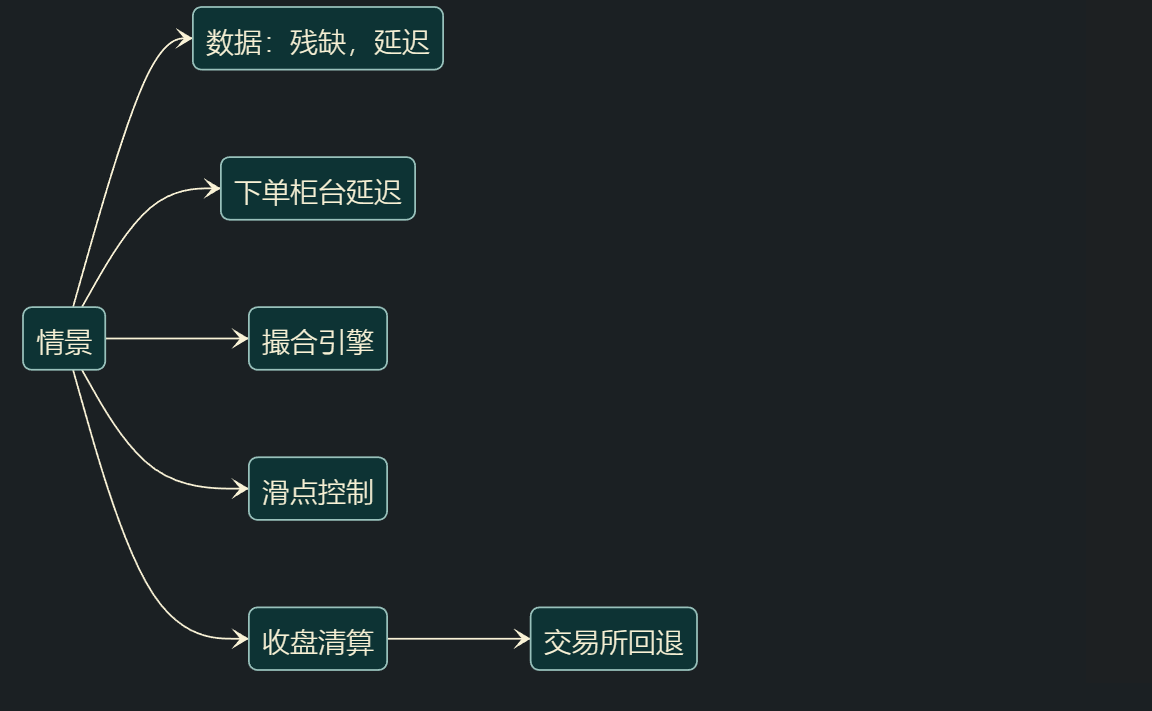 数据：残缺，延迟
下单柜台延迟
情景
撮合引擎
滑点控制
收盘清算
交易所回退